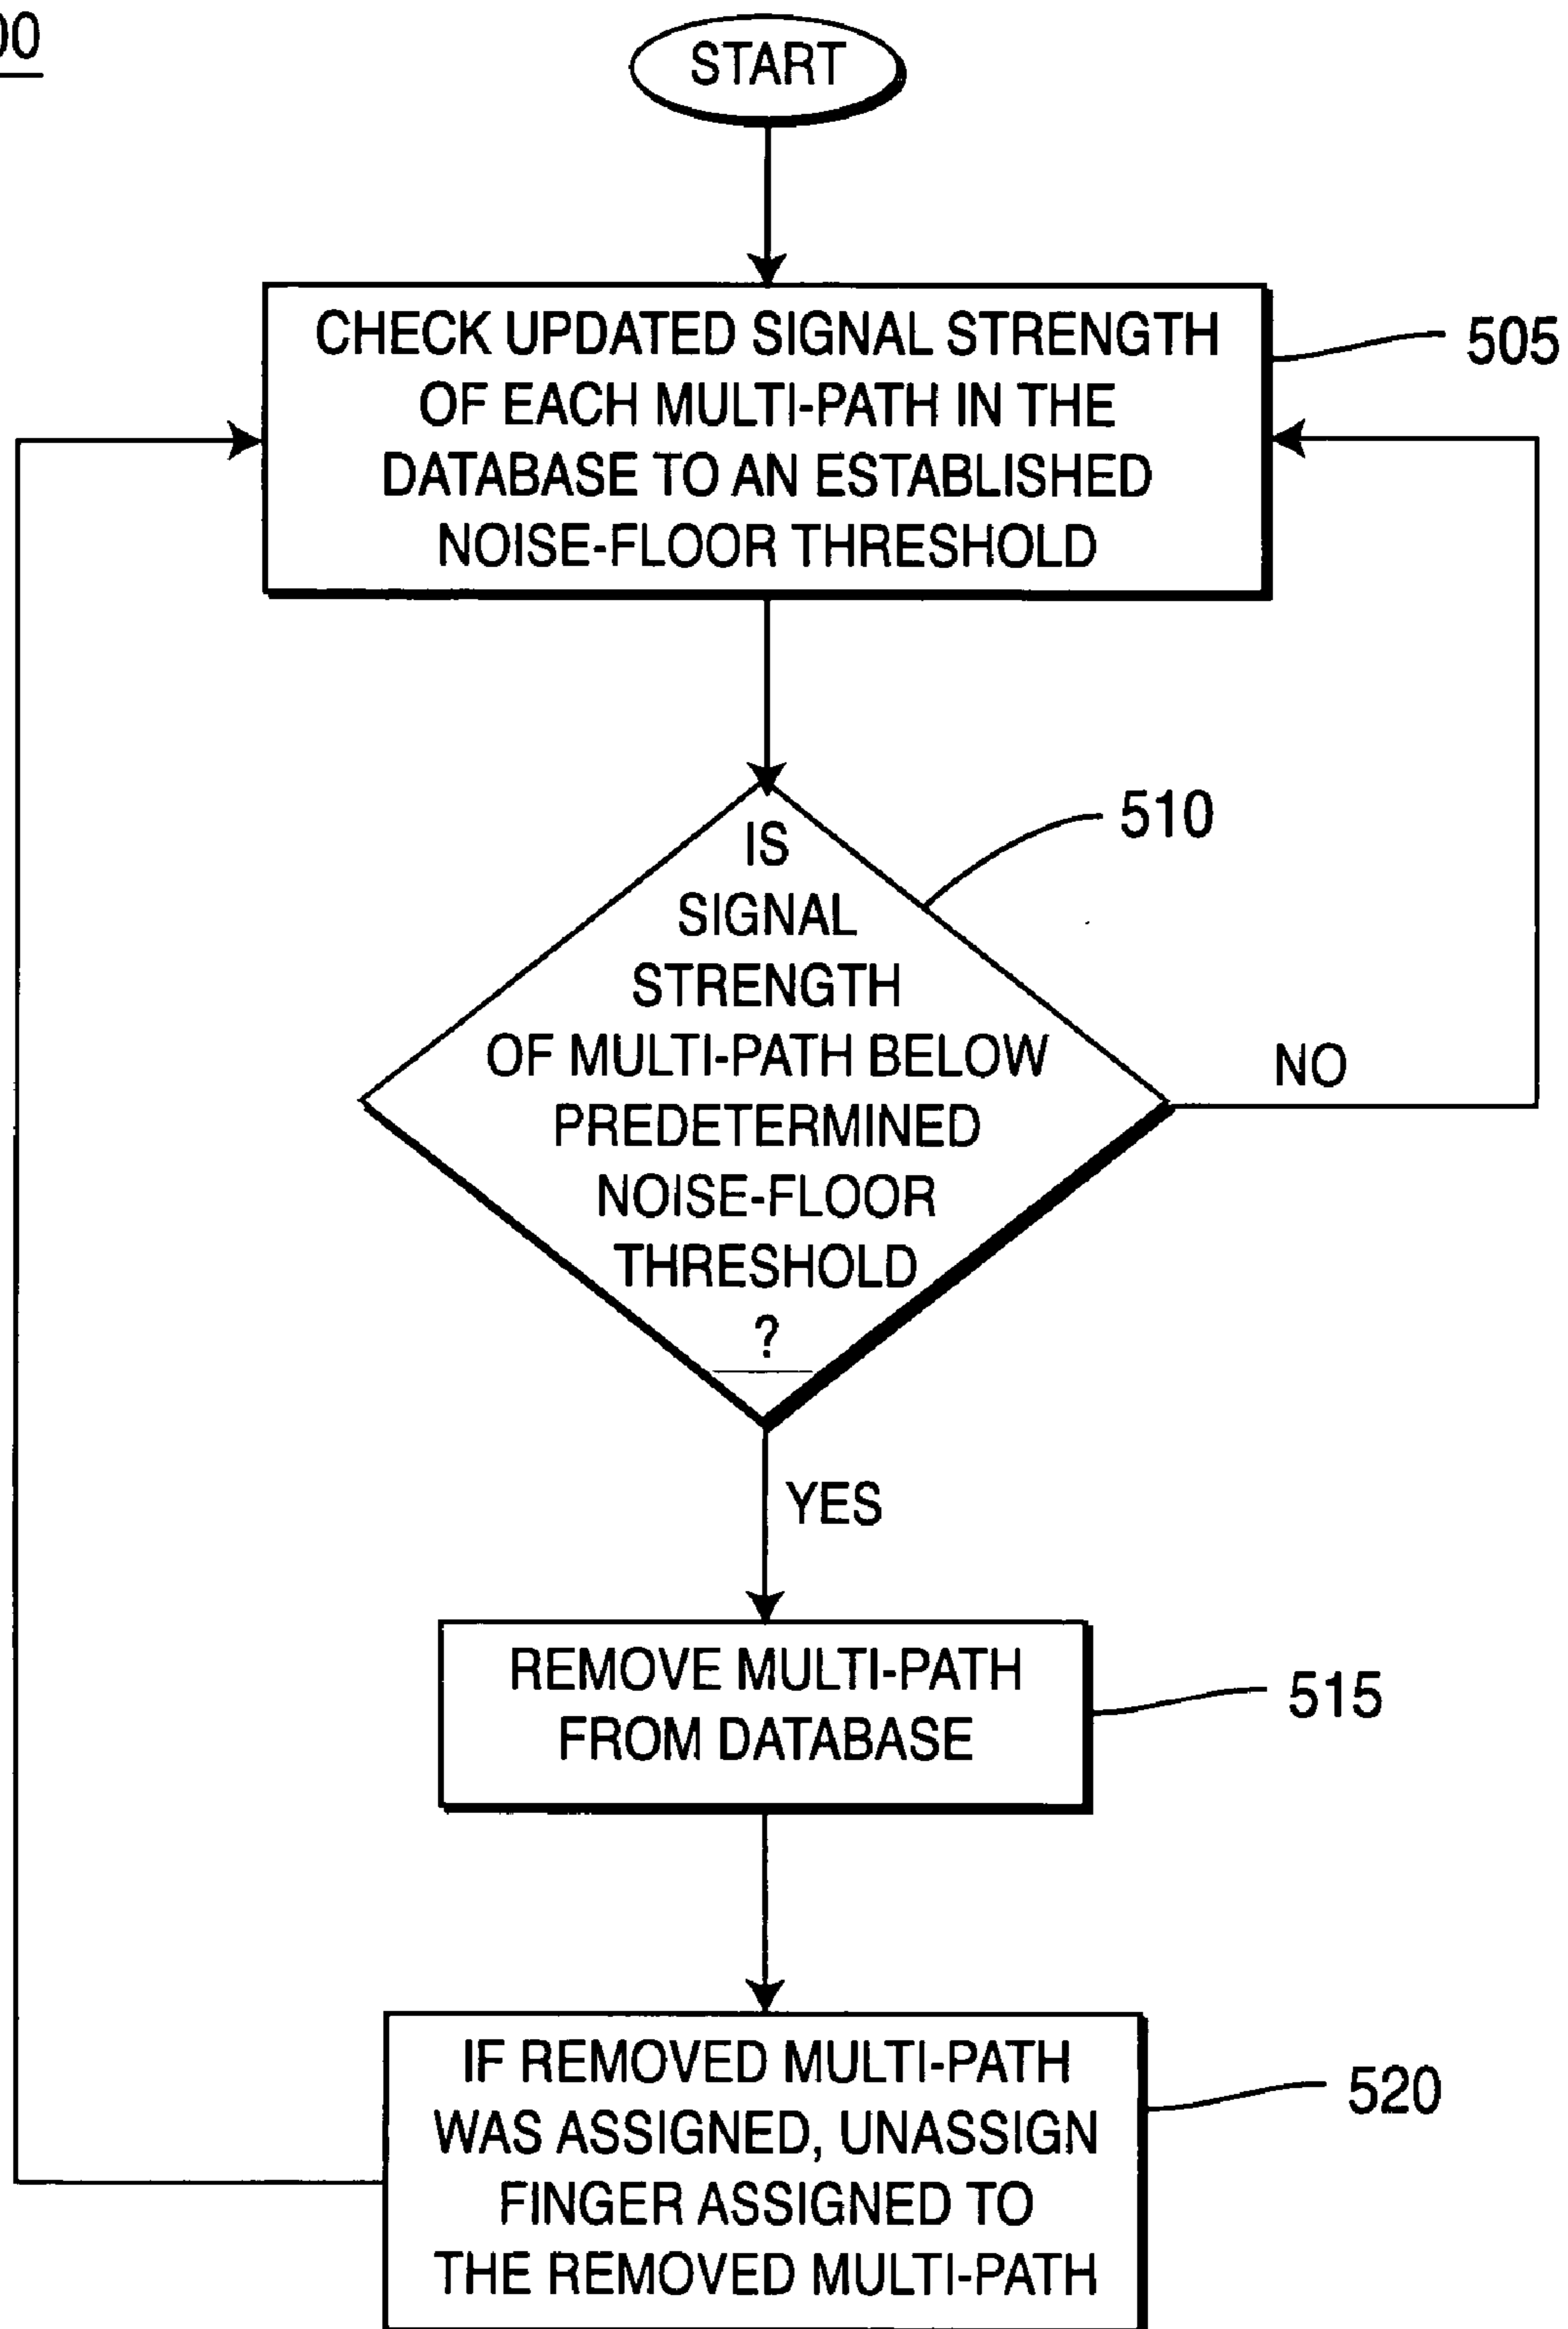 00
START
CHECK UPDATED SIGNAL STRENGTH
OF EACH MULTI-PATH IN THE
DATABASE TO AN ESTABLISHED
NOISE-FLOOR THRESHOLD
505
IS
SIGNAL
STRENGTH
OF MULTI-PATH BELOW
PREDETERMINED
NOISE-FLOOR
THRESHOLD
?
510
NO
YES
REMOVE MULTI-PATH
FROM DATABASE
515
IF REMOVED MULTI-PATH
WAS ASSIGNED, UNASSIGN
FINGER ASSIGNED TO
THE REMOVED MULTI-PATH
520